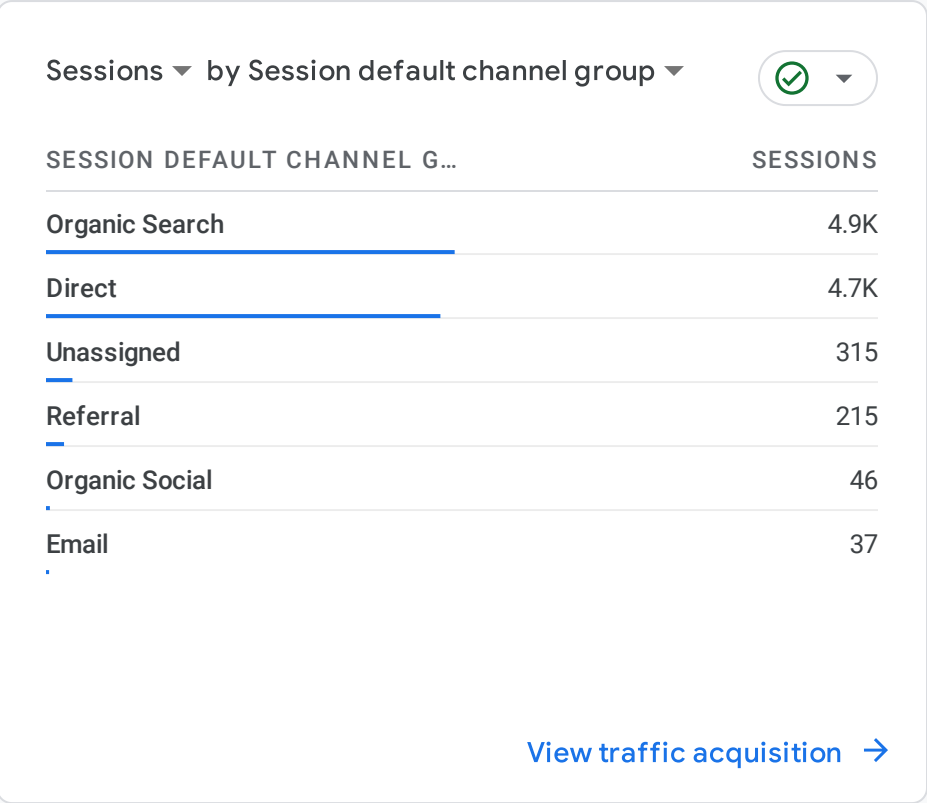 Sessions by Session default channel group
SESSION DEFAULT CHANNEL G... SESSIONS
Organic Search 4.9K
Direct 4.7K
Unassigned 315
Referral 215
Organic Social 46
Email 37
View traffic acquisition